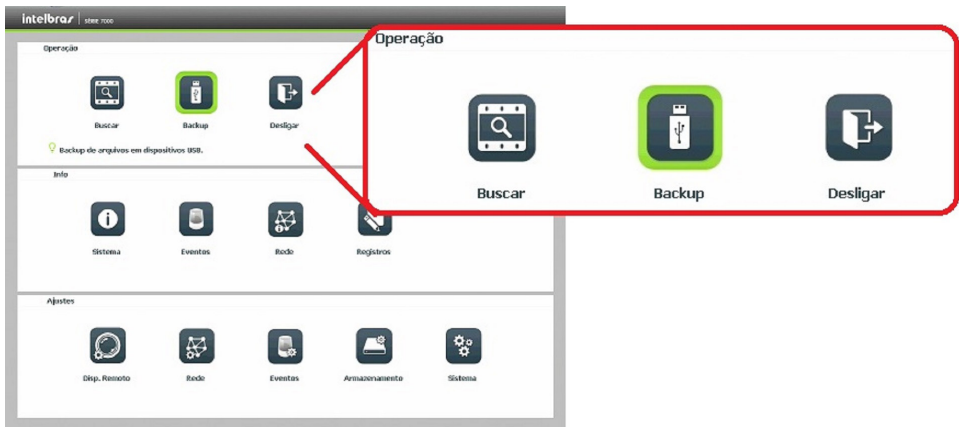 intelbras SÉRIE 7000
Operação
Buscar Backup Desligar
Backup de arquivos em dispositivos USB.
Info
Sistema Eventos Rede Registros
Ajustes
Disp. Remoto Rede Eventos Armazenamento Sistema
Operação
Buscar Backup Desligar